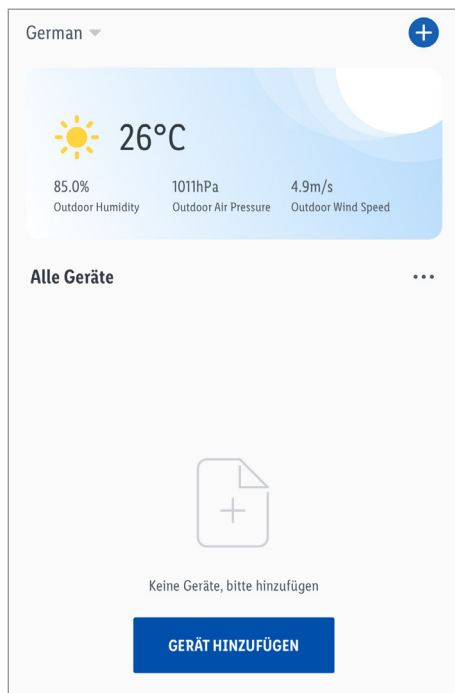 German
26°C
85.0% 1011hPa 4.9m/s
Outdoor Humidity Outdoor Air Pressure Outdoor Wind Speed
Alle Geräte
Keine Geräte, bitte hinzufügen
GERÄT HINZUFÜGEN